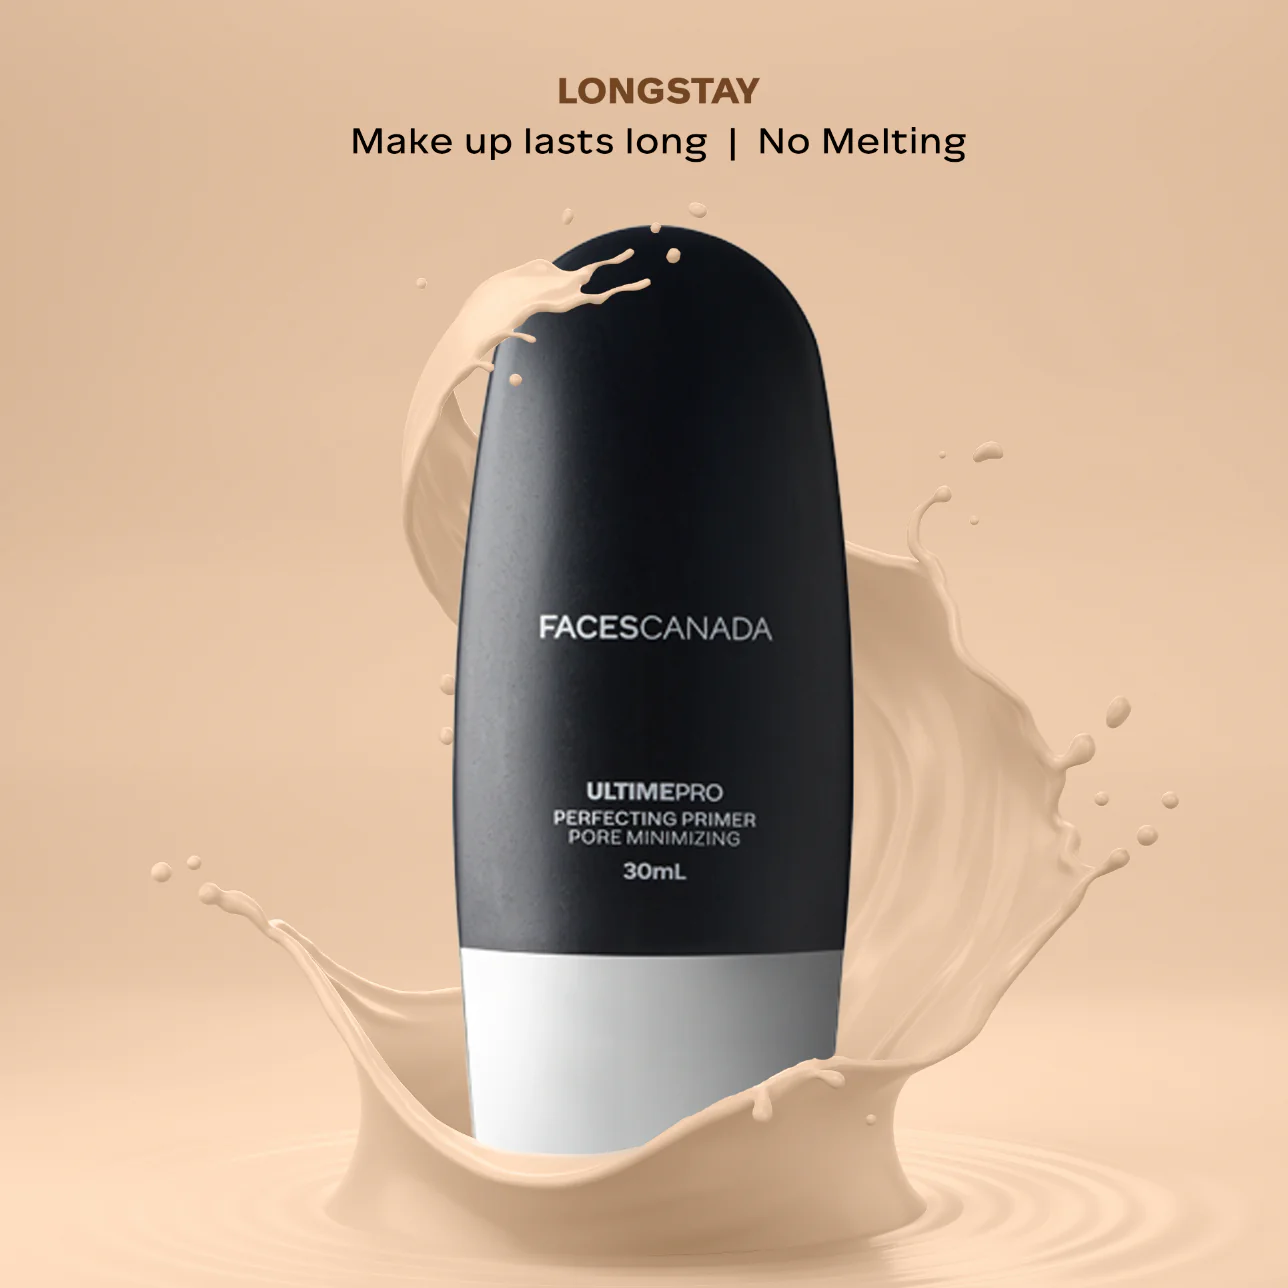 LONGSTAY
Make up lasts long | No Melting
FACESCANADA
ULTIMEPRO
PERFECTING PRIMER
PORE MINIMIZING
30mL